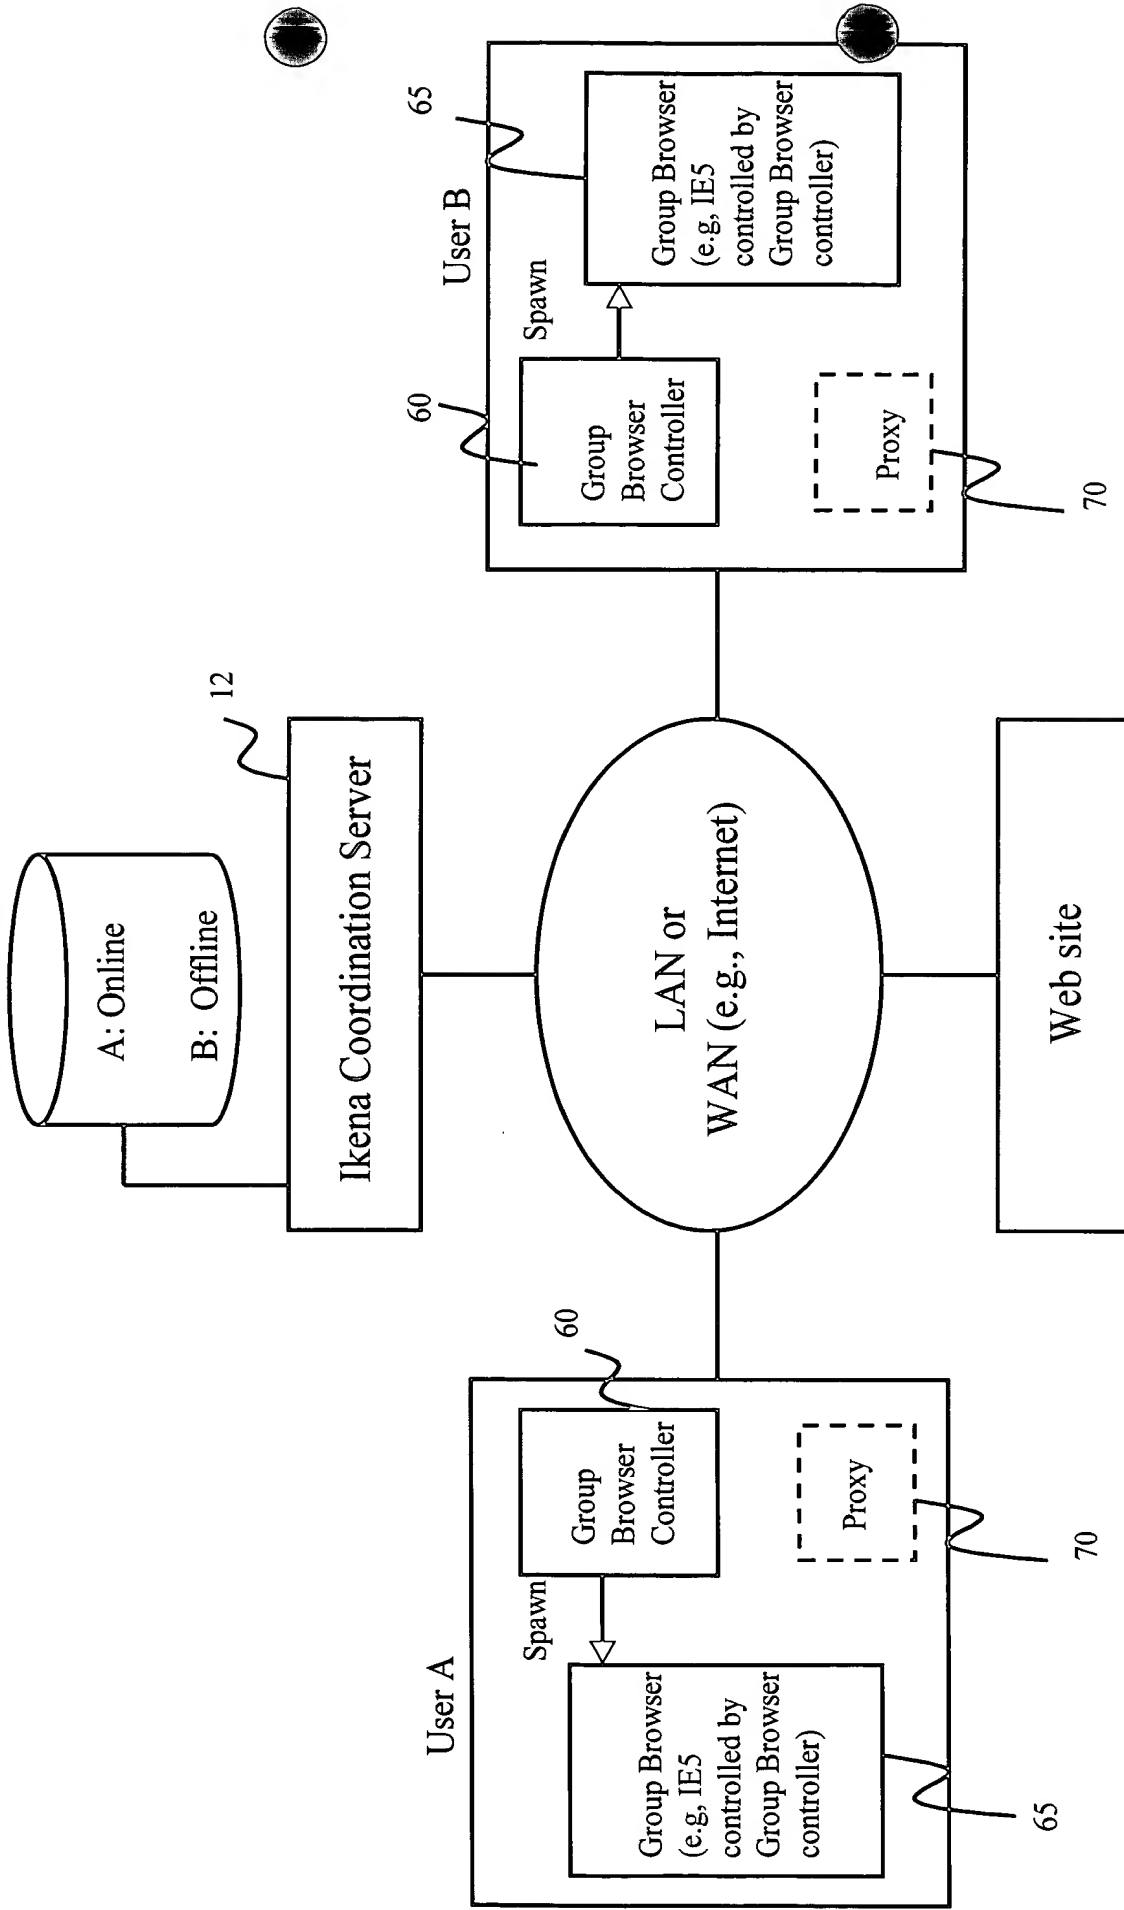 A: Online
B: Offline
12
Ikena Coordination Server
User A
Spawn
60
Group
Browser
Controller
Group Browser
(e.g, IE5
controlled by
Group Browser
controller)
Proxy
65
70
LAN or
WAN (e.g., Internet)
User B
65
60
Spawn
Group
Browser
Controller
Group Browser
(e.g, IE5
controlled by
Group Browser
controller)
Proxy
70
Web site